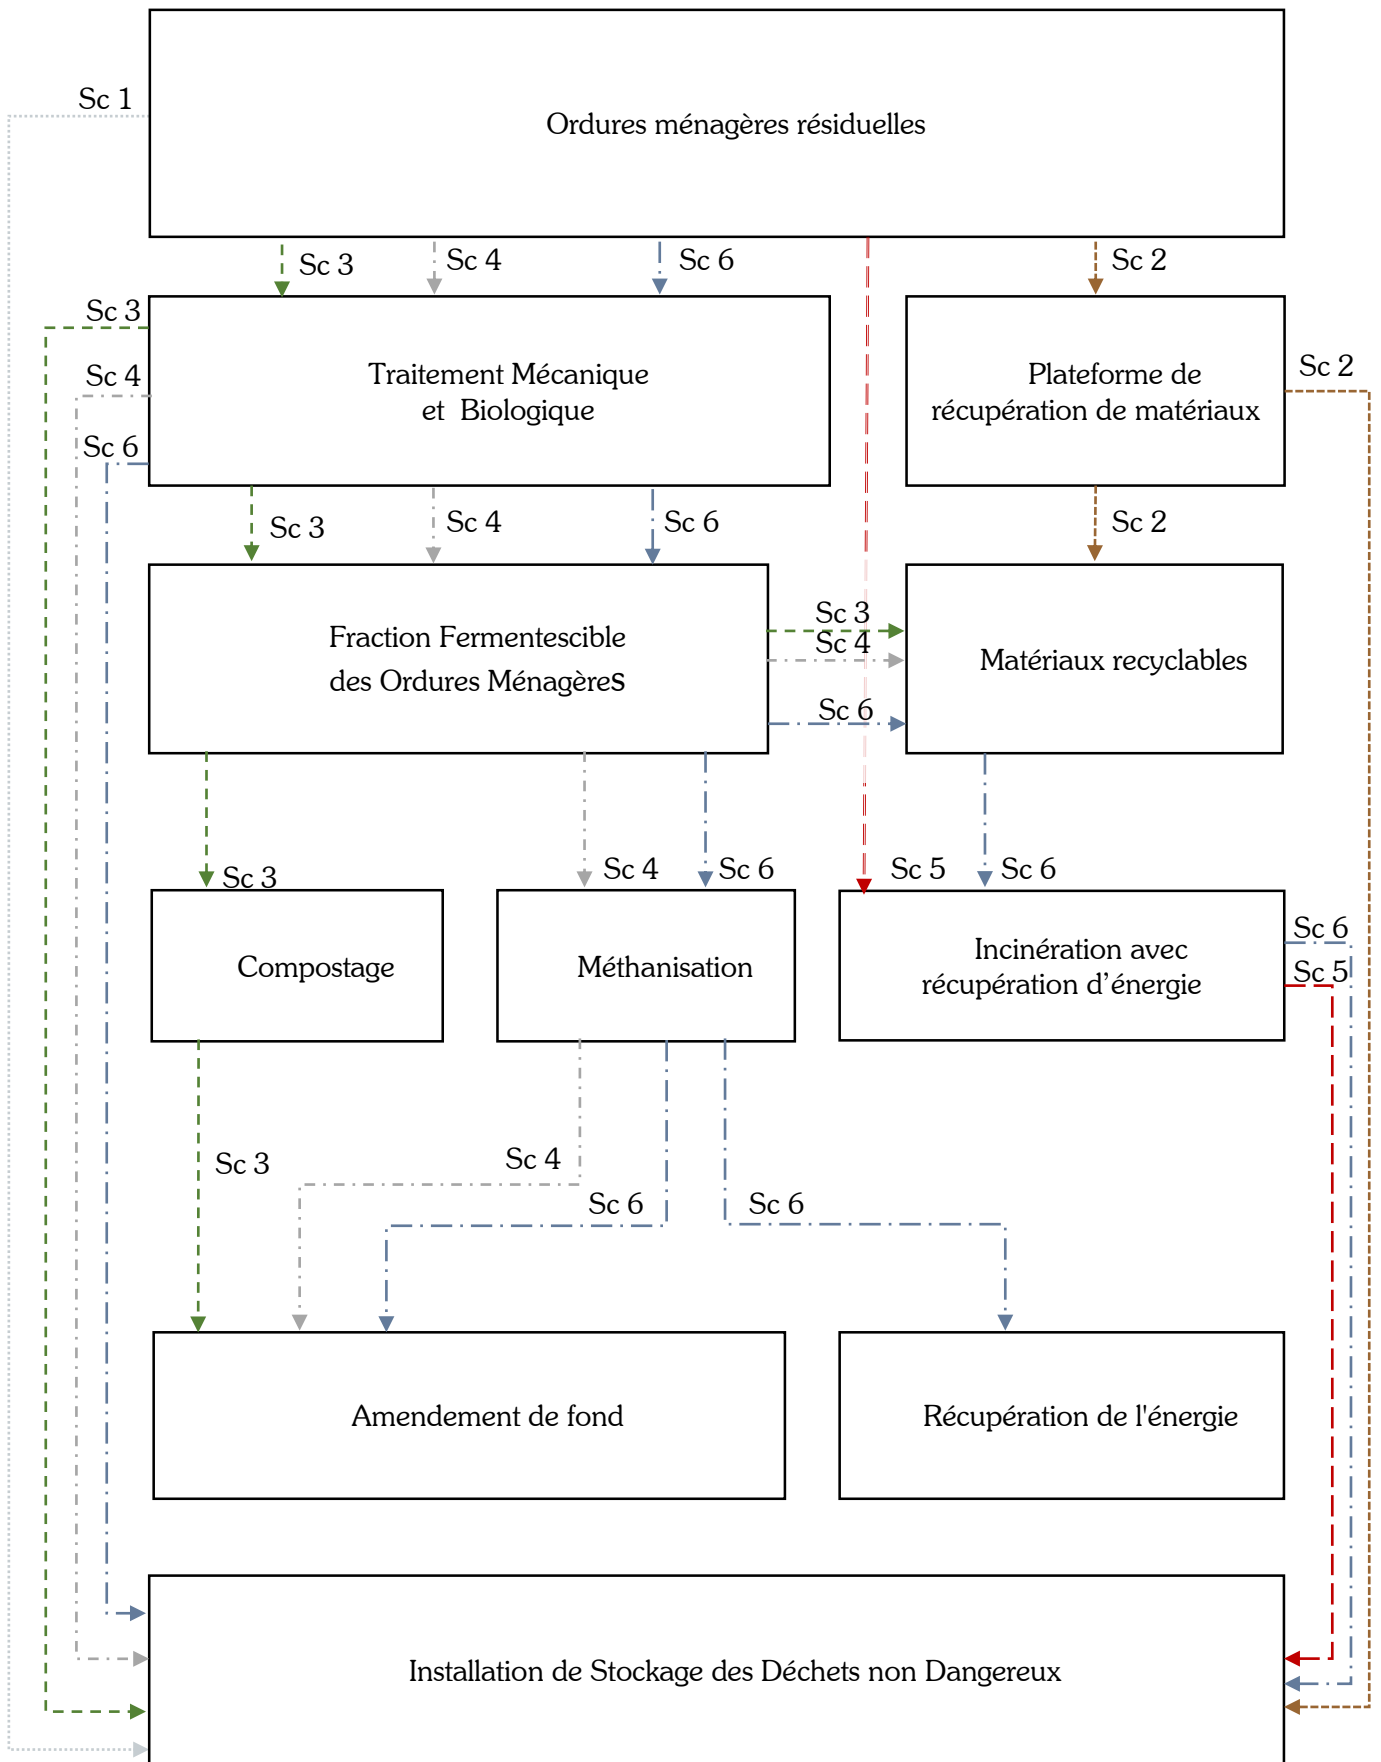 Sc 1
Ordures ménagères résiduelles
Sc 3
Sc 4
Sc 6
Sc 2
Sc 3
Sc 4
Sc 6
Traitement Mécanique
et Biologique
Plateforme de
récupération de matériaux
Sc 2
Sc 3
Sc 4
Sc 6
Sc 2
Fraction Fermentescible
des Ordures Ménagères
Sc 3
Sc 4
Sc 6
Matériaux recyclables
Sc 3
Sc 4
Sc 6
Sc 5
Sc 6
Compostage
Méthanisation
Incinération avec
récupération d’énergie
Sc 6
Sc 5
Sc 3
Sc 4
Sc 6
Sc 6
Amendement de fond
Récupération de l'énergie
Installation de Stockage des Déchets non Dangereux